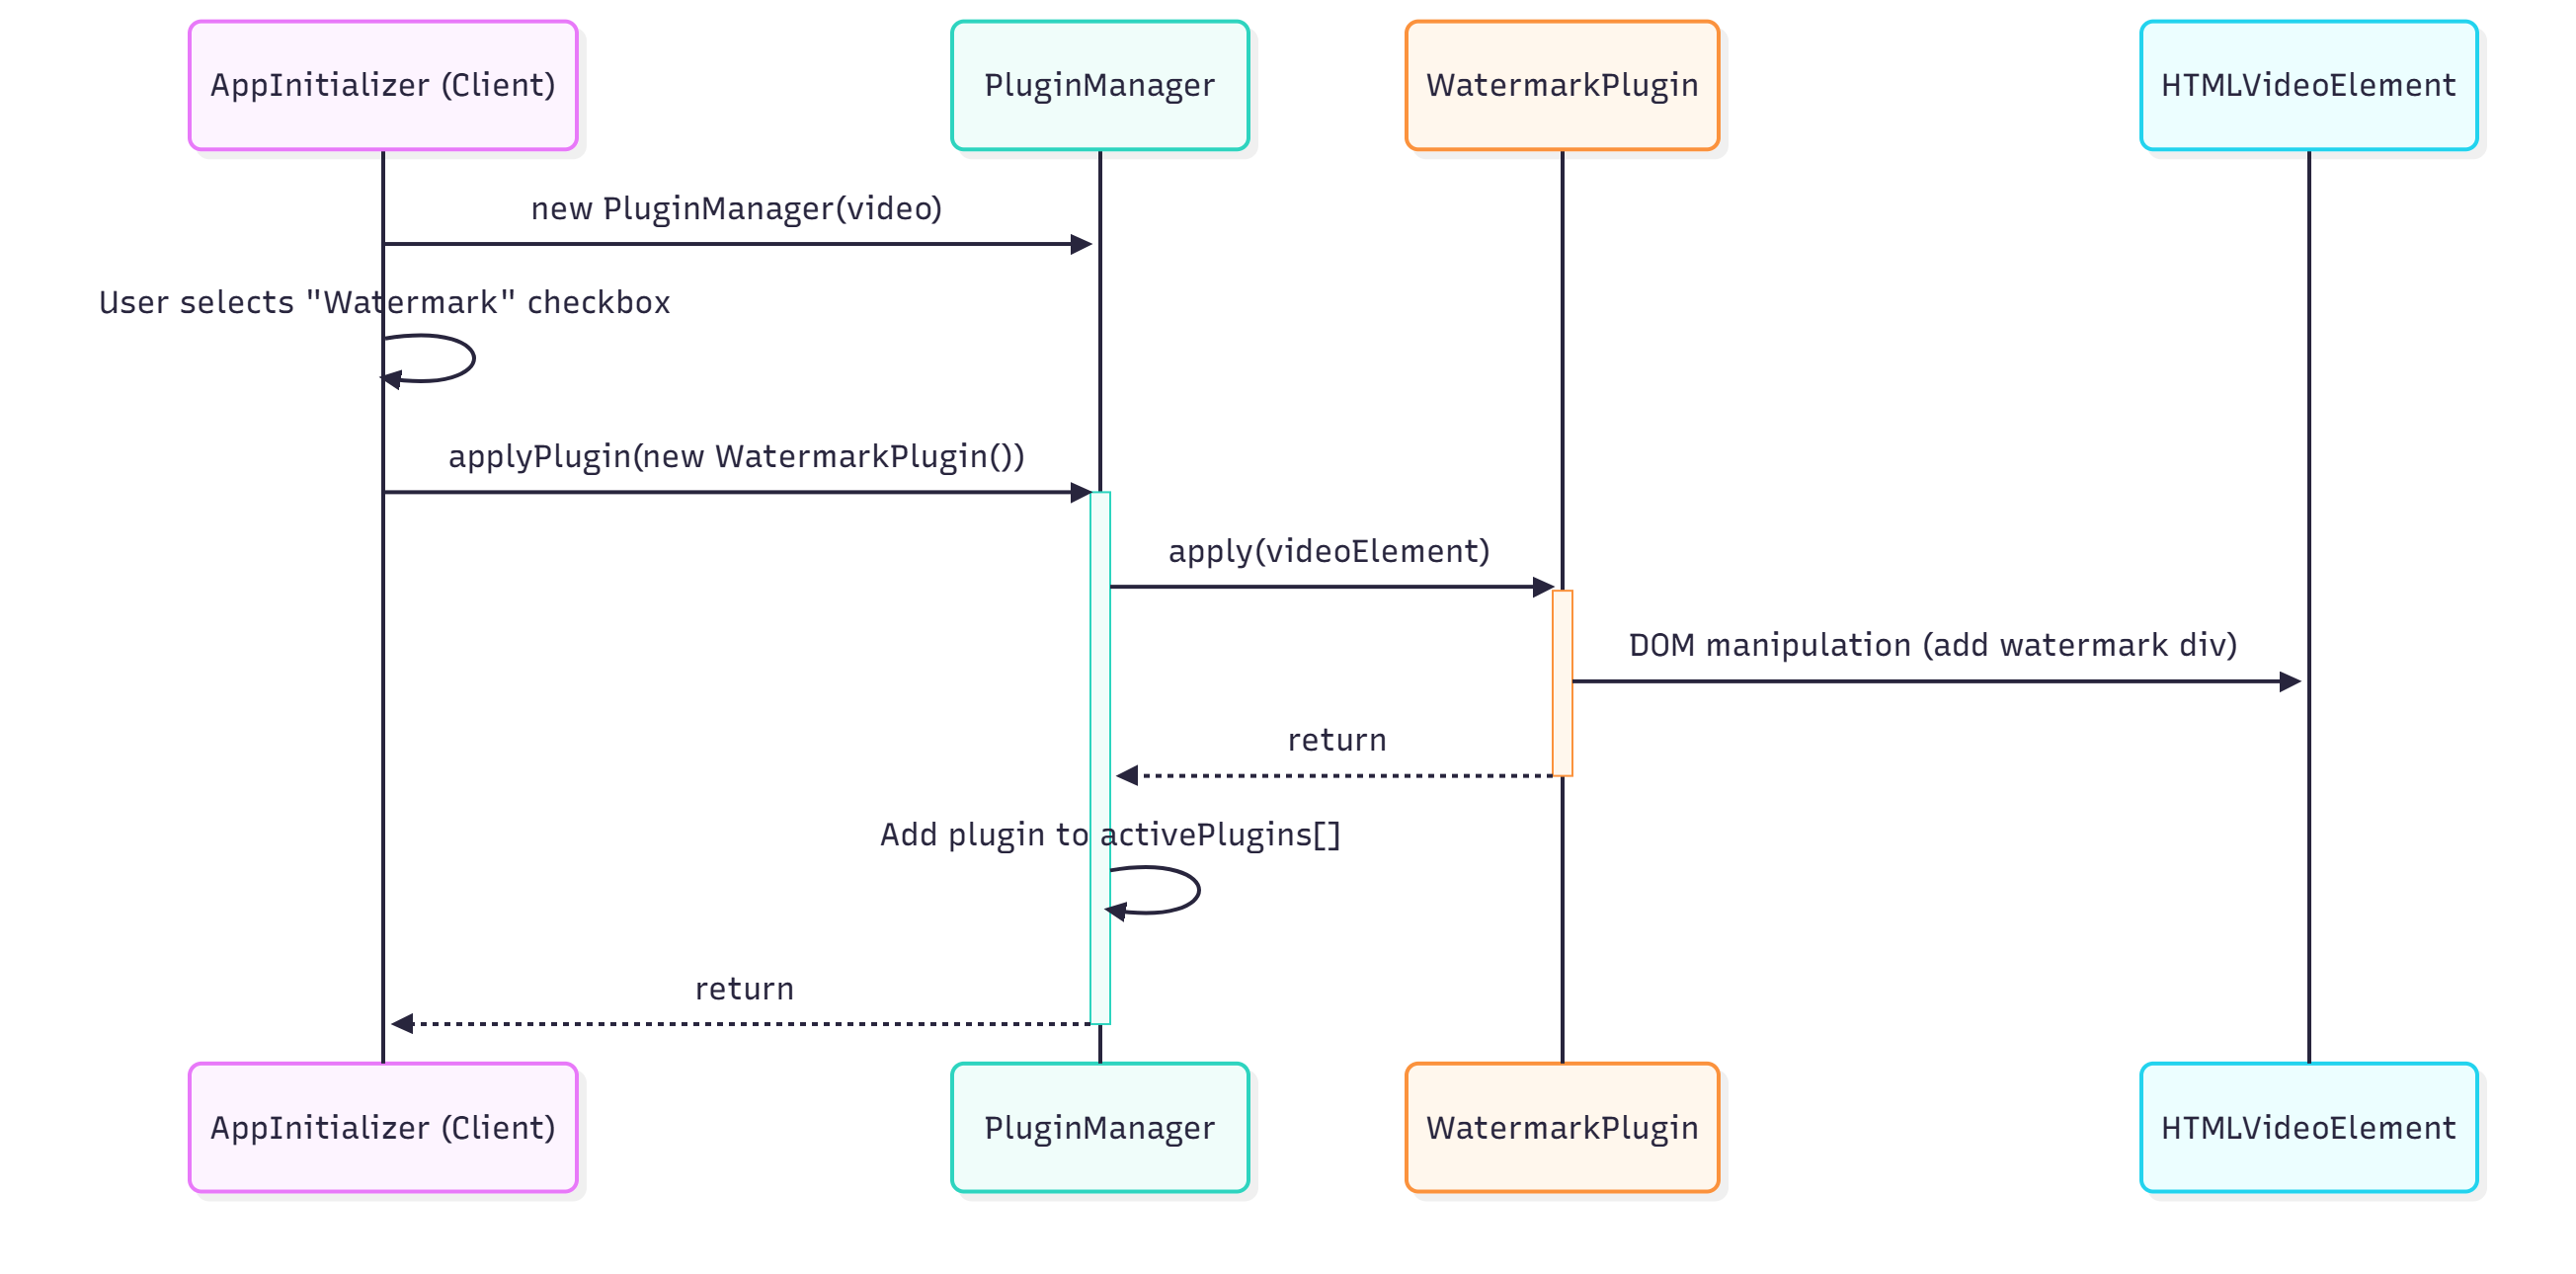 AppInitializer (Client)
PluginManager
WatermarkPlugin
HTMLVideoElement
new PluginManager(video)
User selects "Watermark" checkbox
applyPlugin(new WatermarkPlugin())
apply(videoElement)
DOM manipulation (add watermark div)
return
Add plugin to activePlugins[]
return
AppInitializer (Client)
PluginManager
WatermarkPlugin
HTMLVideoElement